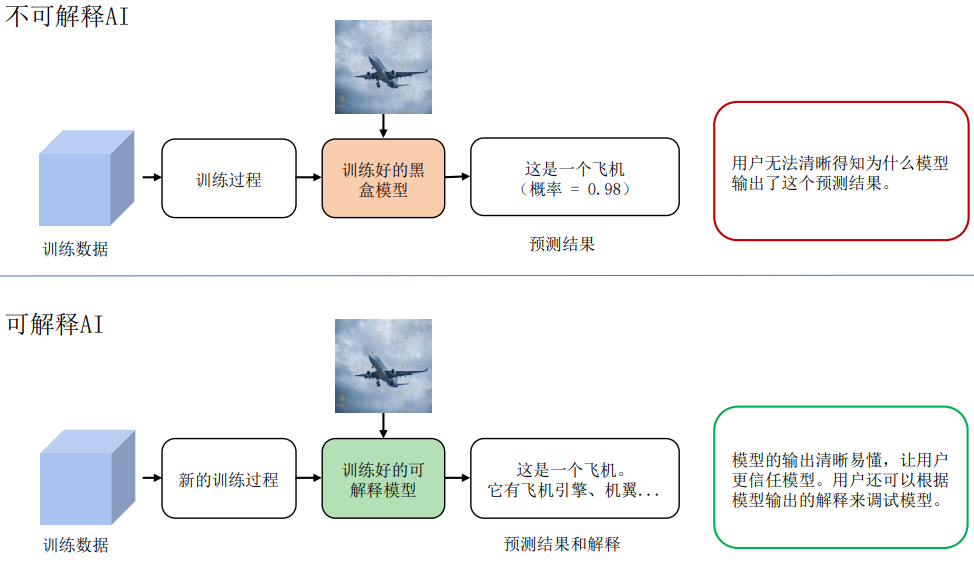 不可解释AI
训练数据
训练过程
训练好的黑
盒模型
这是一个飞机
（概率 = 0.98）
预测结果
用户无法清晰得知为什么模型
输出了这个预测结果。
可解释AI
训练数据
新的训练过程
训练好的可
解释模型
这是一个飞机。
它有飞机引擎、机翼...
预测结果和解释
模型的输出清晰易懂，让用户
更信任模型。用户还可以根据
模型输出的解释来调试模型。